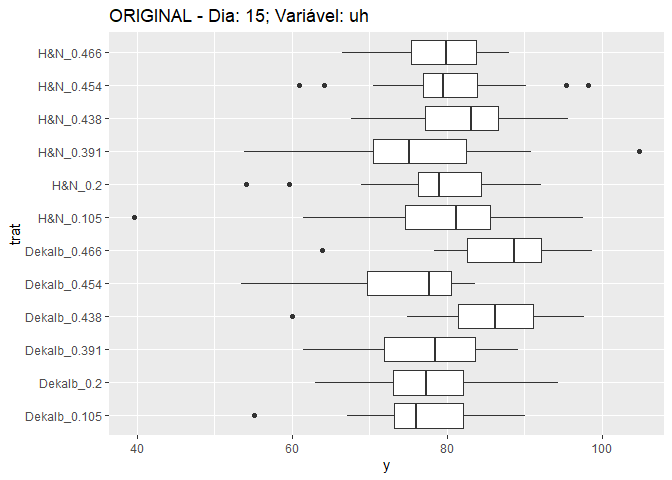 ORIGINAL - Dia: 15; Variável: uh
H&N_0.466
H&N_0.454
H&N_0.438
H&N_0.391
H&N_0.2
H&N_0.105
Dekalb_0.466
Dekalb_0.454
Dekalb_0.438
Dekalb_0.391
Dekalb_0.2
Dekalb_0.105
trat
40 60 80 100
y